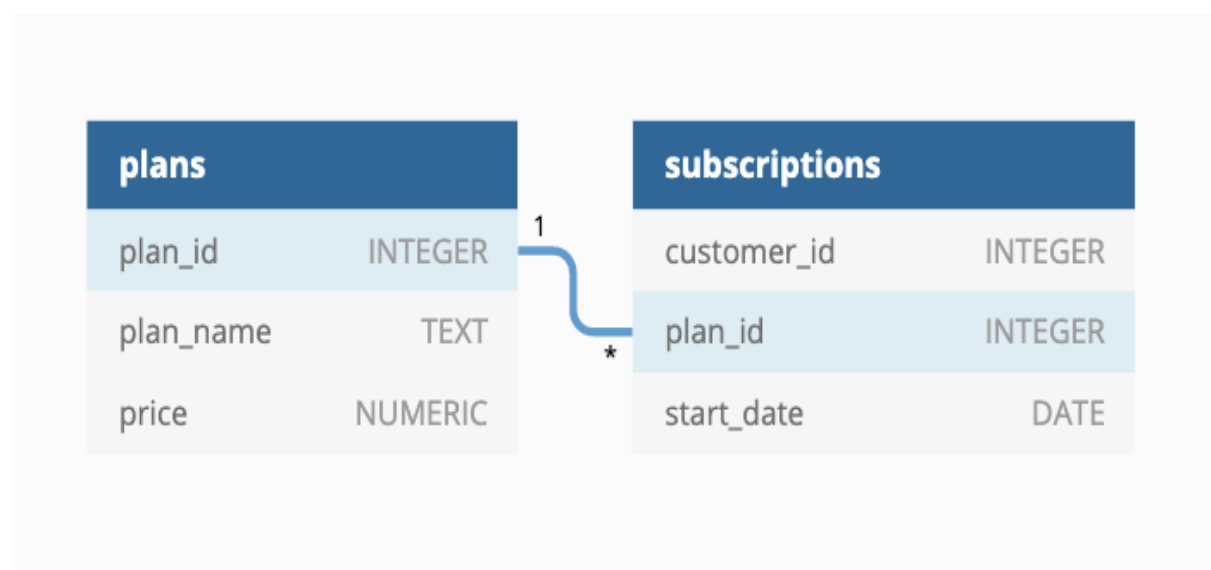 plans
plan_id INTEGER
plan_name TEXT
price NUMERIC
1
*
subscriptions
customer_id INTEGER
plan_id INTEGER
start_date DATE